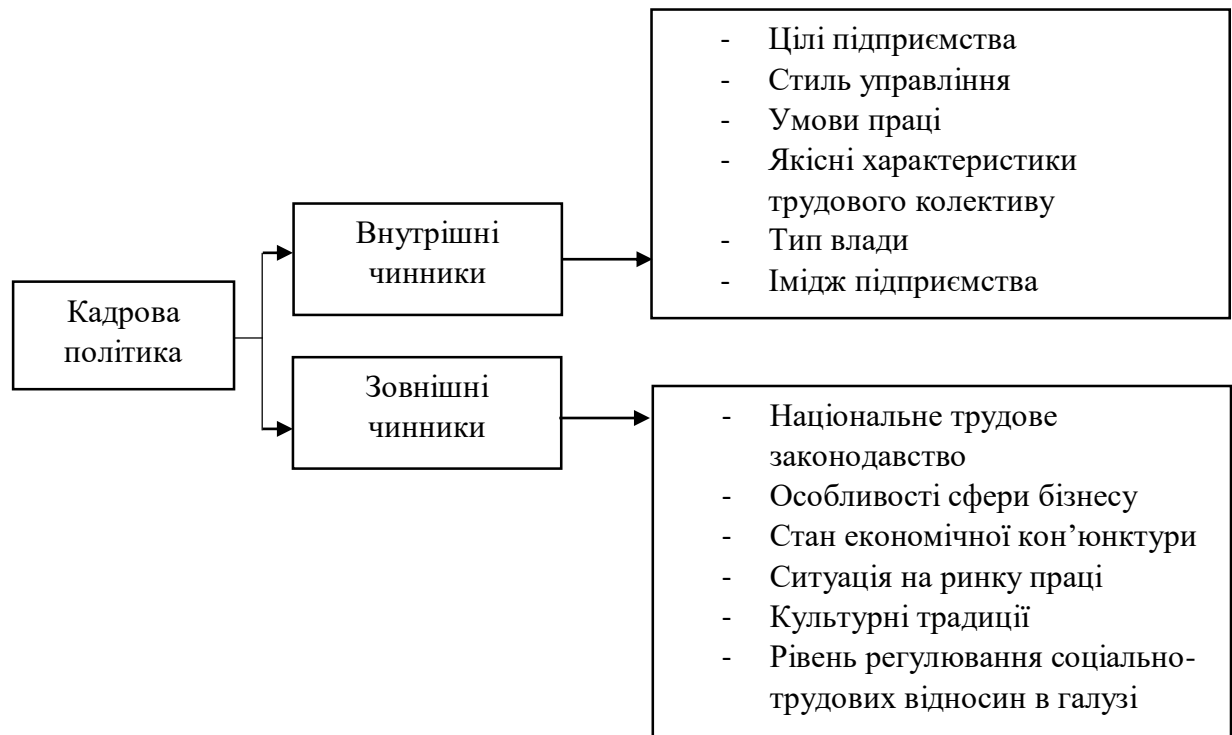 Кадрова
політика
Внутрішні
чинники
- Цілі підприємства
- Стиль управління
- Умови праці
- Якісні характеристики
трудового колективу
- Тип влади
- Імідж підприємства
Зовнішні
чинники
- Національне трудове
законодавство
- Особливості сфери бізнесу
- Стан економічної кон’юнктури
- Ситуація на ринку праці
- Культурні традиції
- Рівень регулювання соціально-
трудових відносин в галузі